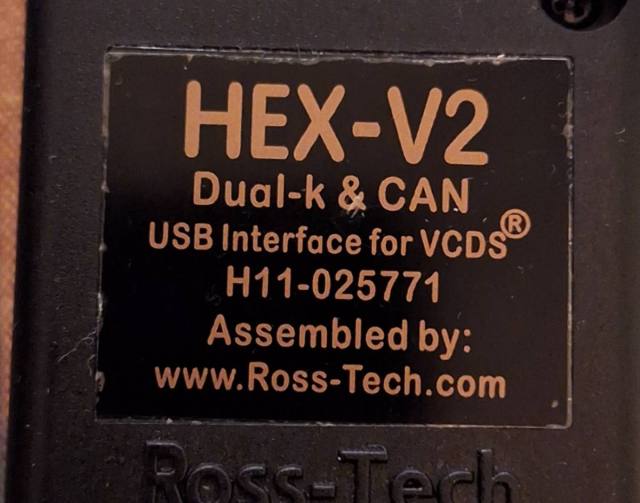 HEX-V2
Dual-k & CAN
USB Interface for VCDS®
H11-025771
Assembled by:
www.Ross-Tech.com
Ross-Tech